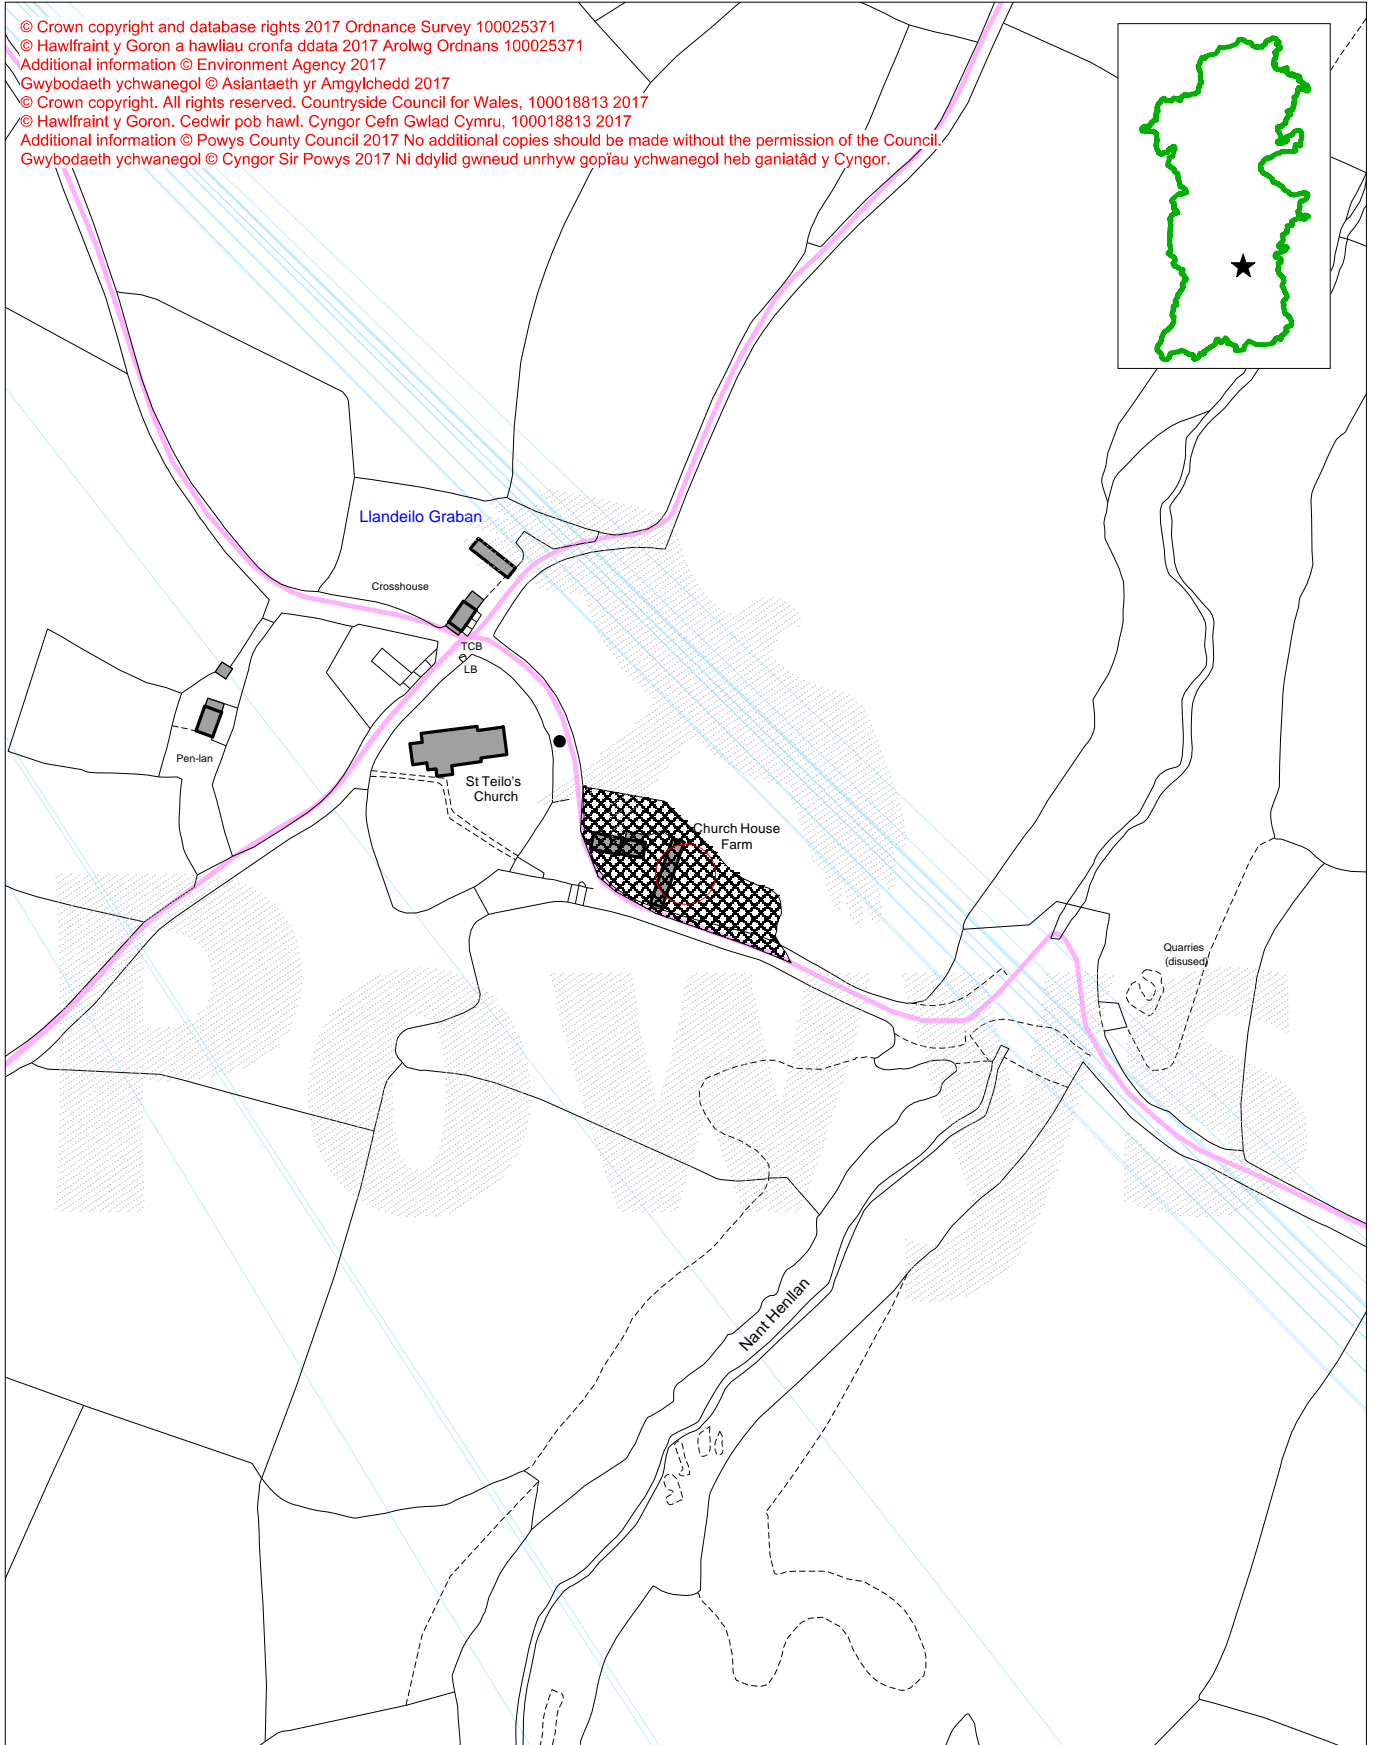 © Crown copyright and database rights 2017 Ordnance Survey 100025371
© Hawlfraint y Goron a hawliau cronfa ddata 2017 Arolwg Ordnans 100025371
Additional information © Environment Agency 2017
Gwybodaeth ychwanegol © Asiantaeth yr Amgylchedd 2017
© Crown copyright. All rights reserved. Countryside Council for Wales, 100018813 2017
© Hawlfraint y Goron. Cedwir pob hawl. Cyngor Cefn Gwlad Cymru, 100018813 2017
Additional information © Powys County Council 2017 No additional copies should be made without the permission of the Council.
Gwybodaeth ychwanegol © Cyngor Sir Powys 2017 Ni ddylid gwneud unrhyw gopïau ychwanegol heb ganiatâd y Cyngor.
Llandeilo Graban
Crosshouse
TCB
LB
Pen-lan
St Teilo's
Church
Church House
Farm
Quarries
(disused)
Powys
Nant Henllan